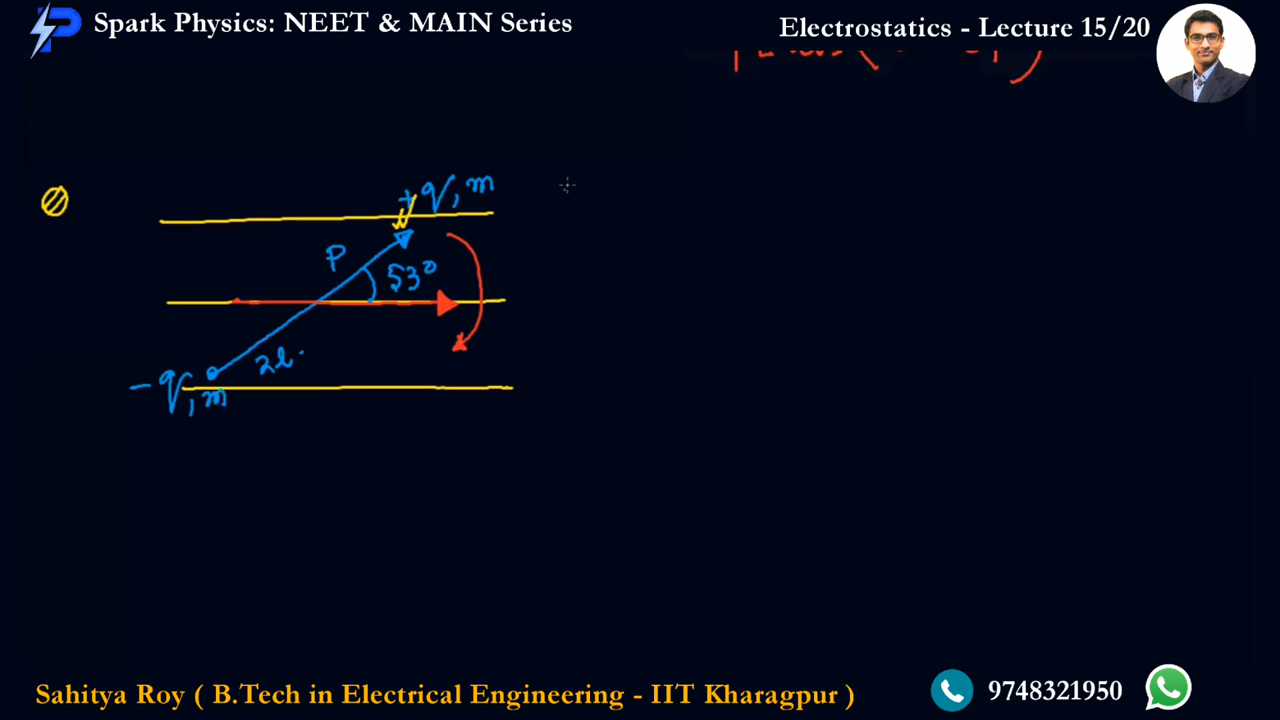 Spark Physics: NEET & MAIN Series
Electrostatics - Lecture 15/20
+q, m
P
53°
2l
-q, m
Sahitya Roy ( B.Tech in Electrical Engineering - IIT Kharagpur )
9748321950